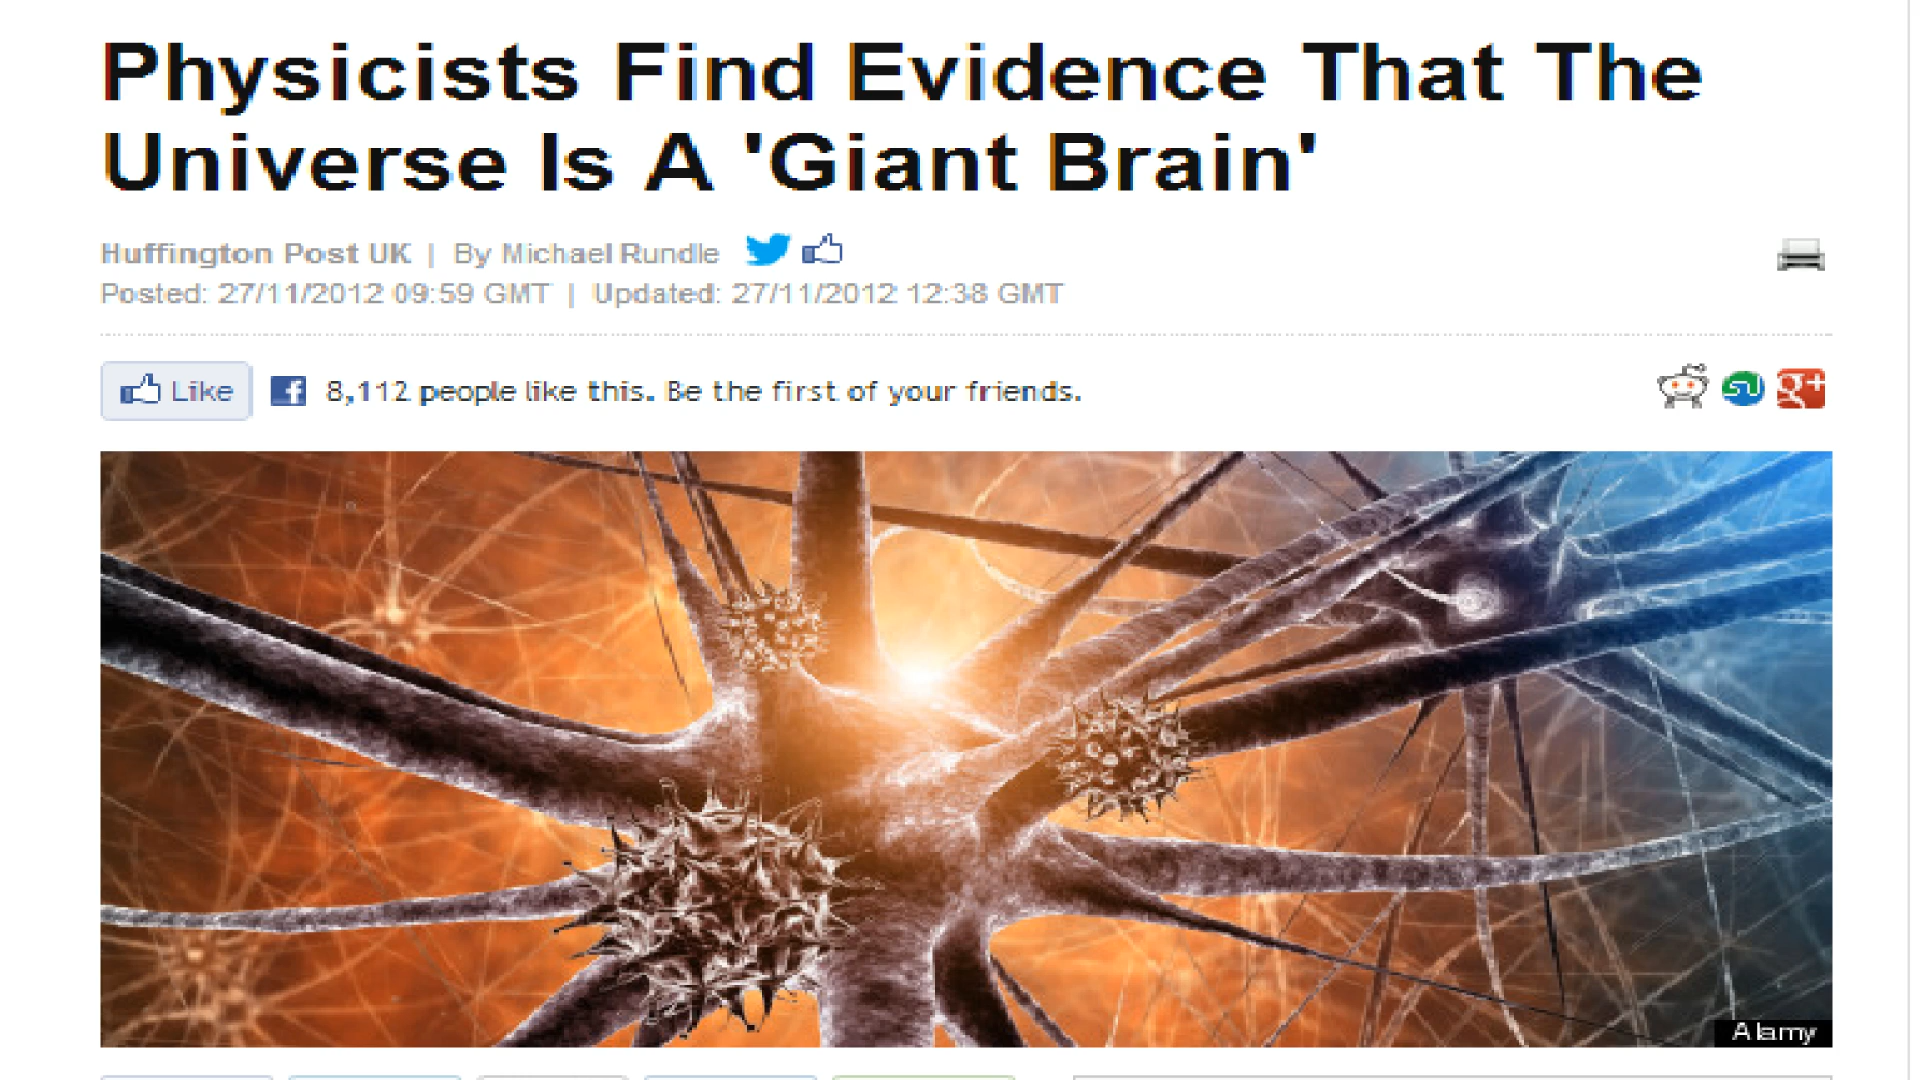 Physicists Find Evidence That The
Universe Is A 'Giant Brain'
Huffington Post UK | By Michael Rundle
Posted: 27/11/2012 09:59 GMT | Updated: 27/11/2012 12:38 GMT
Like
8,112 people like this. Be the first of your friends.
g+
Alamy